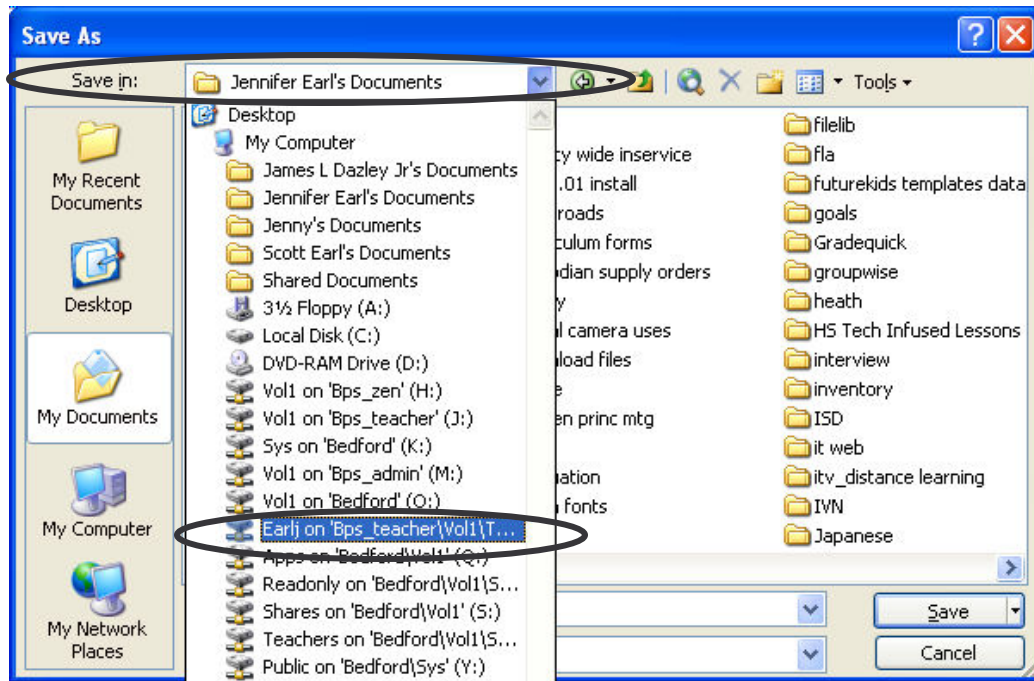 Save As
Save in:
Jennifer Earl's Documents
Tools
My Recent
Documents
Desktop
My Documents
My Computer
My Network
Places
Desktop
My Computer
James L Dazley Jr's Documents
Jennifer Earl's Documents
Jenny's Documents
Scott Earl's Documents
Shared Documents
3½ Floppy (A:)
Local Disk (C:)
DVD-RAM Drive (D:)
Vol1 on 'Bps_zen' (H:)
Vol1 on 'Bps_teacher' (J:)
Sys on 'Bedford' (K:)
Vol1 on 'Bps_admin' (M:)
Vol1 on 'Bedford' (O:)
Earlj on 'Bps_teacher\Vol1\T...
Apps on 'Bedford\Vol1' (Q:)
Readonly on 'Bedford\Vol1\S...
Shares on 'Bedford\Vol1' (S:)
Teachers on 'Bedford\Vol1\S...
Public on 'Bedford\Sys' (Y:)
wide inservice
.01 install
roads
forms
supply orders
camera uses
files
princ mtg
fonts
filelib
fla
futurekids templates data
goals
Gradequick
groupwise
heath
HS Tech Infused Lessons
interview
inventory
ISD
it web
itv_distance learning
IVN
Japanese
Save
Cancel